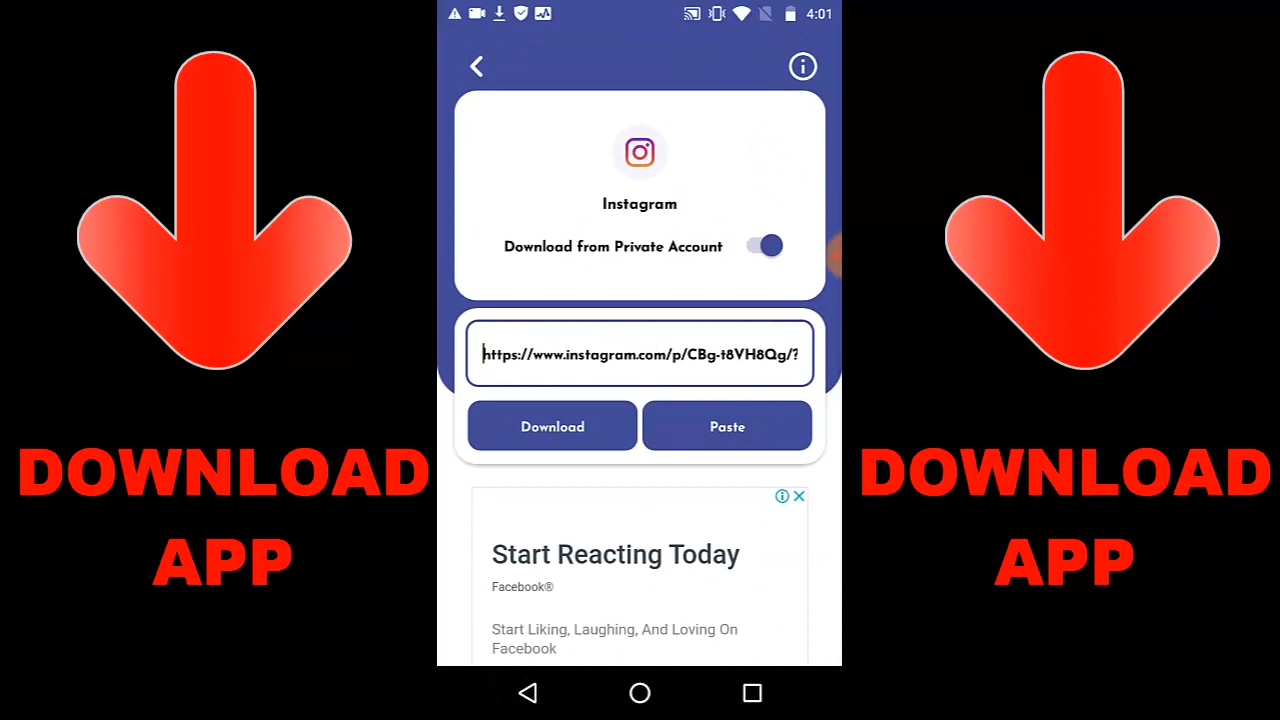 4:01
Instagram
Download from Private Account
https://www.instagram.com/p/CBg-t8VH8Qg/?
Download Paste
DOWNLOAD
APP
DOWNLOAD
APP
Start Reacting Today
Facebook®
Start Liking, Laughing, And Loving On
Facebook